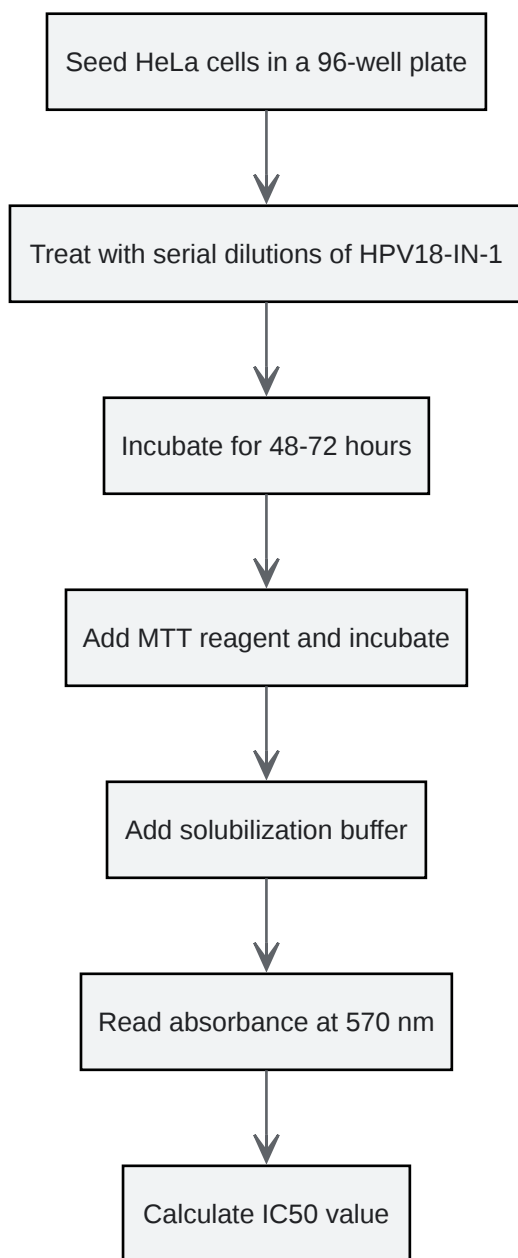 Seed HeLa cells in a 96-well plate
Treat with serial dilutions of HPV18-IN-1
Incubate for 48-72 hours
Add MTT reagent and incubate
Add solubilization buffer
Read absorbance at 570 nm
Calculate IC50 value